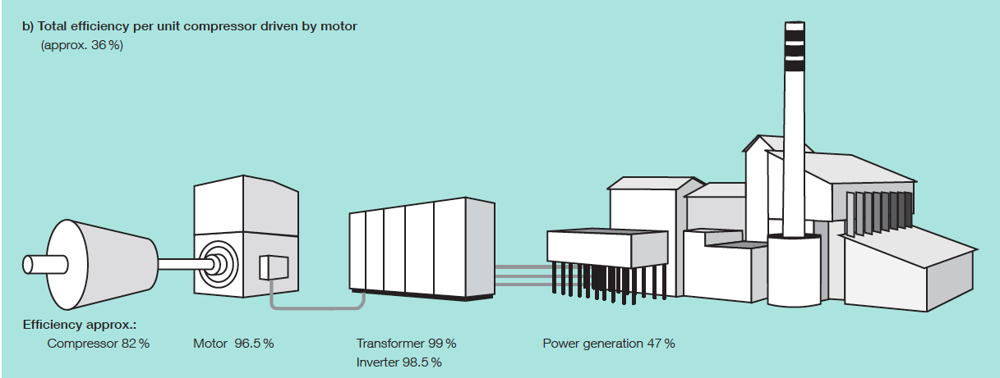 b) Total efficiency per unit compressor driven by motor
(approx. 36 %)
Efficiency approx.:
Compressor 82 %
Motor 96.5 %
Transformer 99 %
Inverter 98.5 %
Power generation 47 %